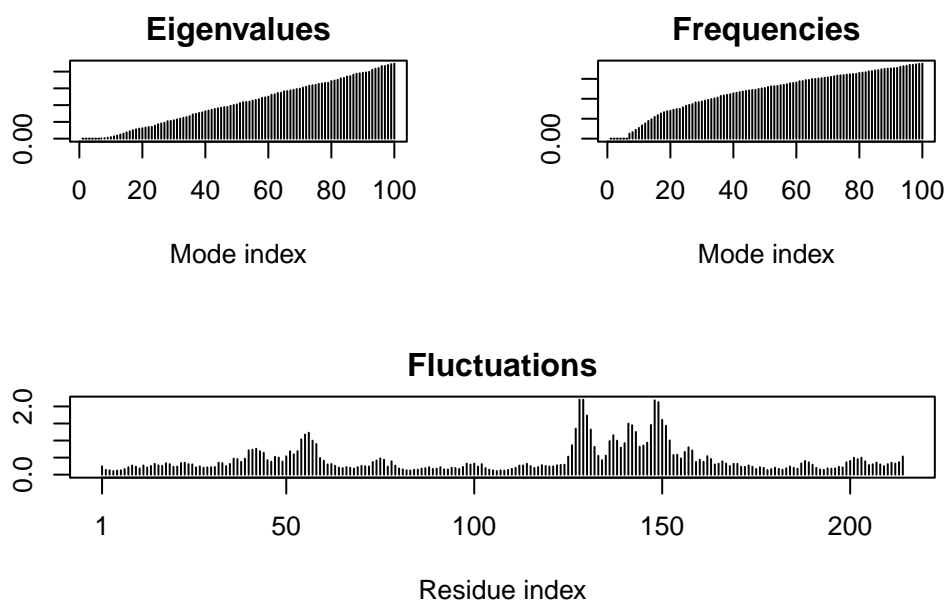 Eigenvalues
0.00
0 20 40 60 80 100
Mode index
Frequencies
0.00
0 20 40 60 80 100
Mode index
Fluctuations
2.0
0.0
1 50 100 150 200
Residue index